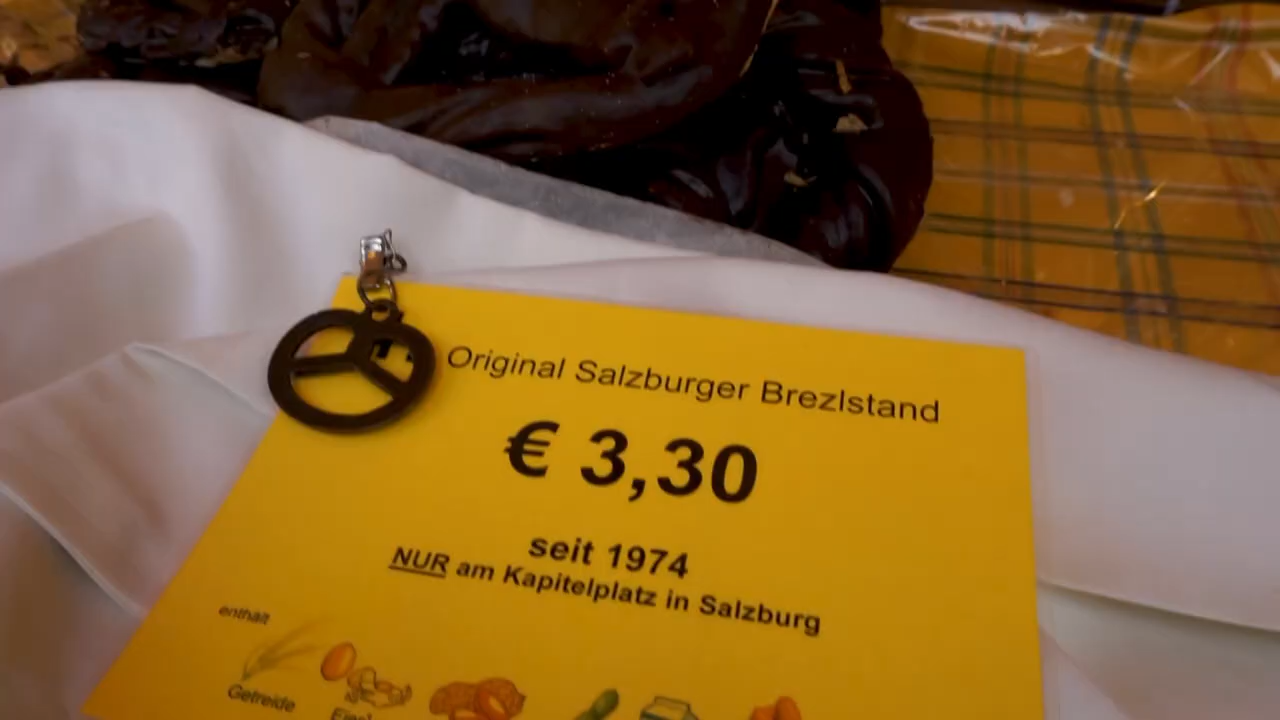 Original Salzburger Brezlstand
€ 3,30
seit 1974
NUR am Kapitelplatz in Salzburg
enthält
Getreide